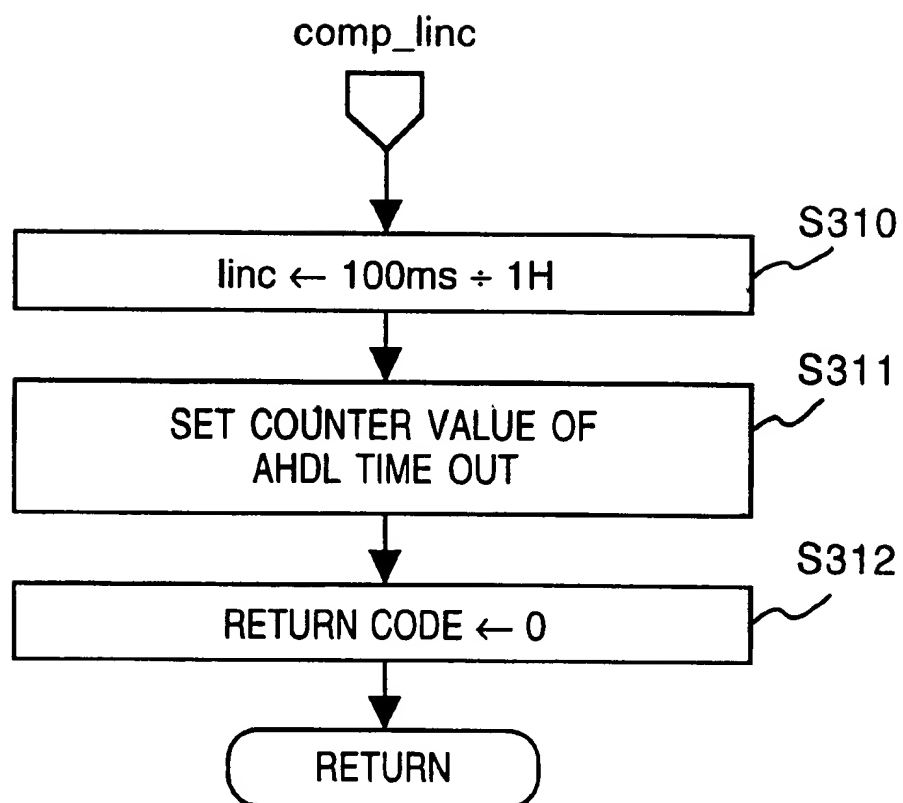 comp_linc
S310
linc ← 100ms ÷ 1H
S311
SET COUNTER VALUE OF
AHDL TIME OUT
S312
RETURN CODE ← 0
RETURN